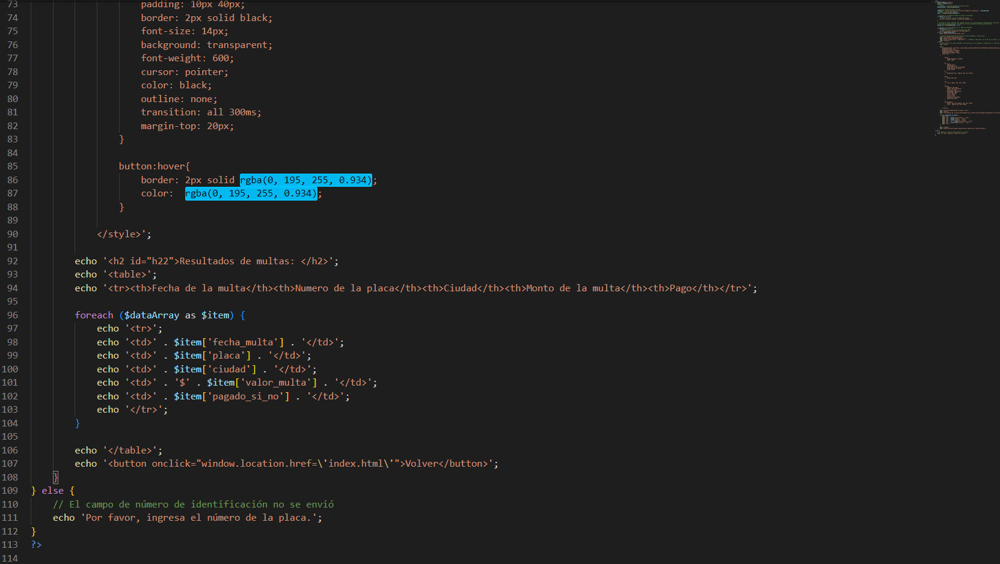 73 padding: 10px 40px;
74 border: 2px solid black;
75 font-size: 14px;
76 background: transparent;
77 font-weight: 600;
78 cursor: pointer;
79 color: black;
80 outline: none;
81 transition: all 300ms;
82 margin-top: 20px;
83 }
84
85 button:hover{
86 border: 2px solid rgba(0, 195, 255, 0.934);
87 color:  rgba(0, 195, 255, 0.934);
88 }
89
90 </style>';
91
92 echo '<h2 id="h22">Resultados de multas: </h2>';
93 echo '<table>';
94 echo '<tr><th>Fecha de la multa</th><th>Numero de la placa</th><th>Ciudad</th><th>Monto de la multa</th><th>Pago</th></tr>';
95
96 foreach ($dataArray as $item) {
97 echo '<tr>';
98 echo '<td>' . $item['fecha_multa'] . '</td>';
99 echo '<td>' . $item['placa'] . '</td>';
100 echo '<td>' . $item['ciudad'] . '</td>';
101 echo '<td>' . '$' . $item['valor_multa'] . '</td>';
102 echo '<td>' . $item['pagado_si_no'] . '</td>';
103 echo '</tr>';
104 }
105
106 echo '</table>';
107 echo '<button onclick="window.location.href=\'index.html\'">Volver</button>';
108 }
109 } else {
110 // El campo de número de identificación no se envió
111 echo 'Por favor, ingresa el número de la placa.';
112 }
113 ?>
114